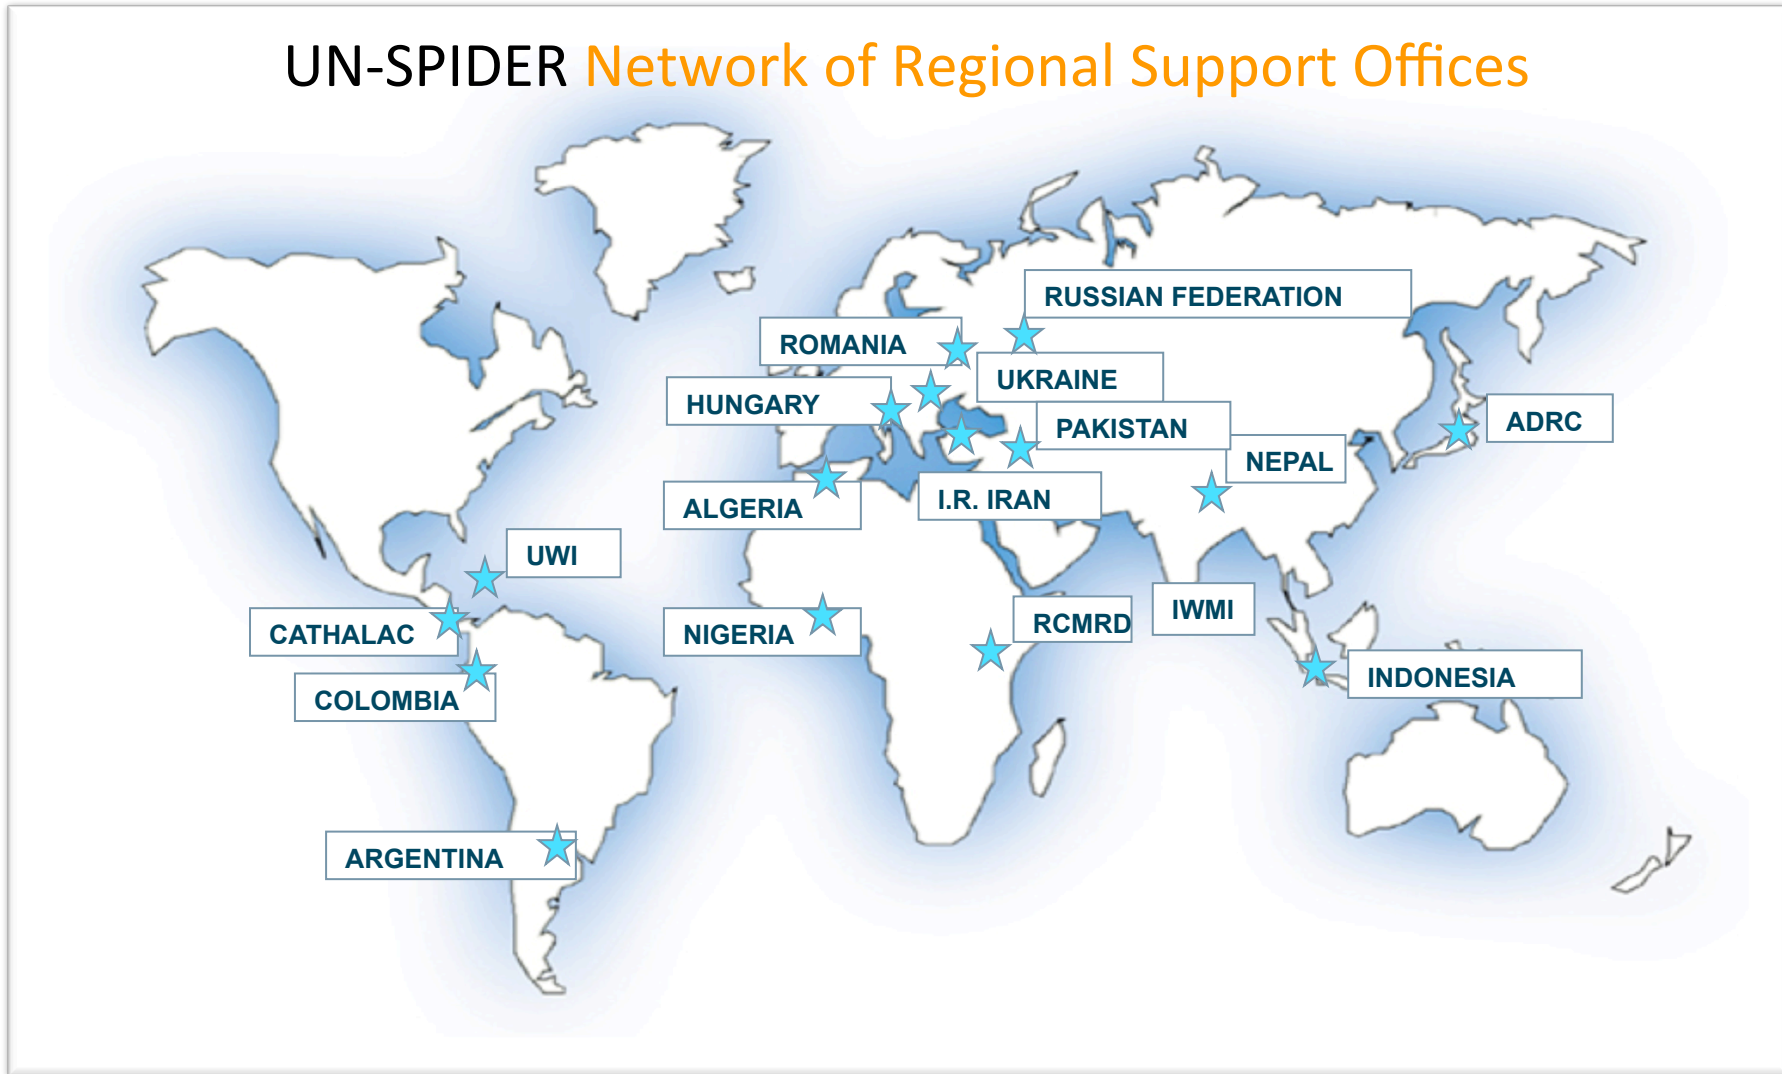 UN-SPIDER Network of Regional Support Offices
RUSSIAN FEDERATION
ROMANIA
UKRAINE
HUNGARY
PAKISTAN
ADRC
NEPAL
I.R. IRAN
ALGERIA
UWI
IWMI
RCMRD
CATHALAC
NIGERIA
INDONESIA
COLOMBIA
ARGENTINA